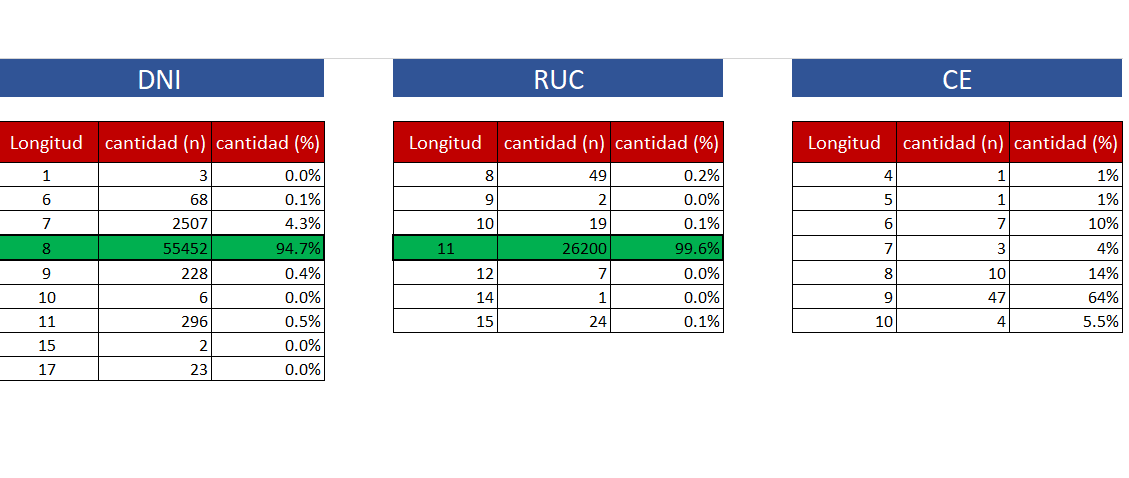 DNI
Longitud cantidad (n) cantidad (%)
1 3 0.0%
6 68 0.1%
7 2507 4.3%
8 55452 94.7%
9 228 0.4%
10 6 0.0%
11 296 0.5%
15 2 0.0%
17 23 0.0%
RUC
Longitud cantidad (n) cantidad (%)
8 49 0.2%
9 2 0.0%
10 19 0.1%
11 26200 99.6%
12 7 0.0%
14 1 0.0%
15 24 0.1%
CE
Longitud cantidad (n) cantidad (%)
4 1 1%
5 1 1%
6 7 10%
7 3 4%
8 10 14%
9 47 64%
10 4 5.5%